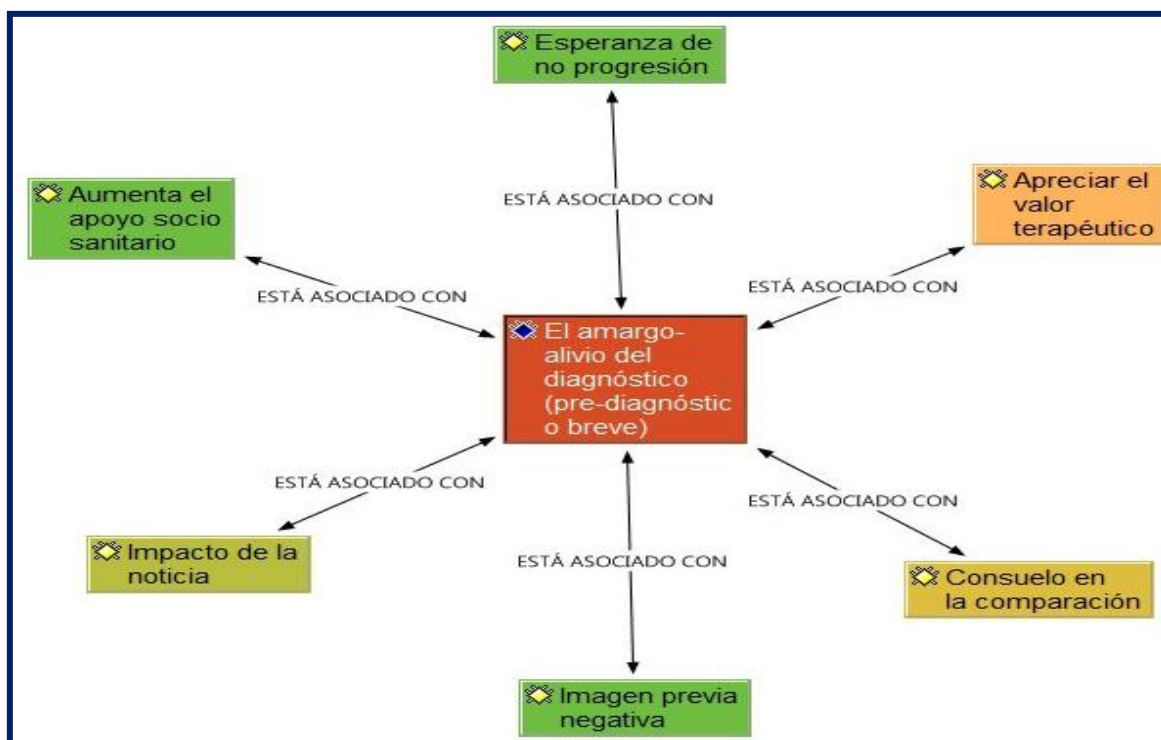 Esperanza de
no progresión
Aumenta el
apoyo socio
sanitario
ESTÁ ASOCIADO CON
Apreciar el
valor
terapéutico
ESTÁ ASOCIADO CON
ESTÁ ASOCIADO CON
El amargo-
alivio del
diagnóstico
(pre-diagnóstic
o breve)
ESTÁ ASOCIADO CON
ESTÁ ASOCIADO CON
Impacto de la
noticia
ESTÁ ASOCIADO CON
Consuelo en
la comparación
Imagen previa
negativa